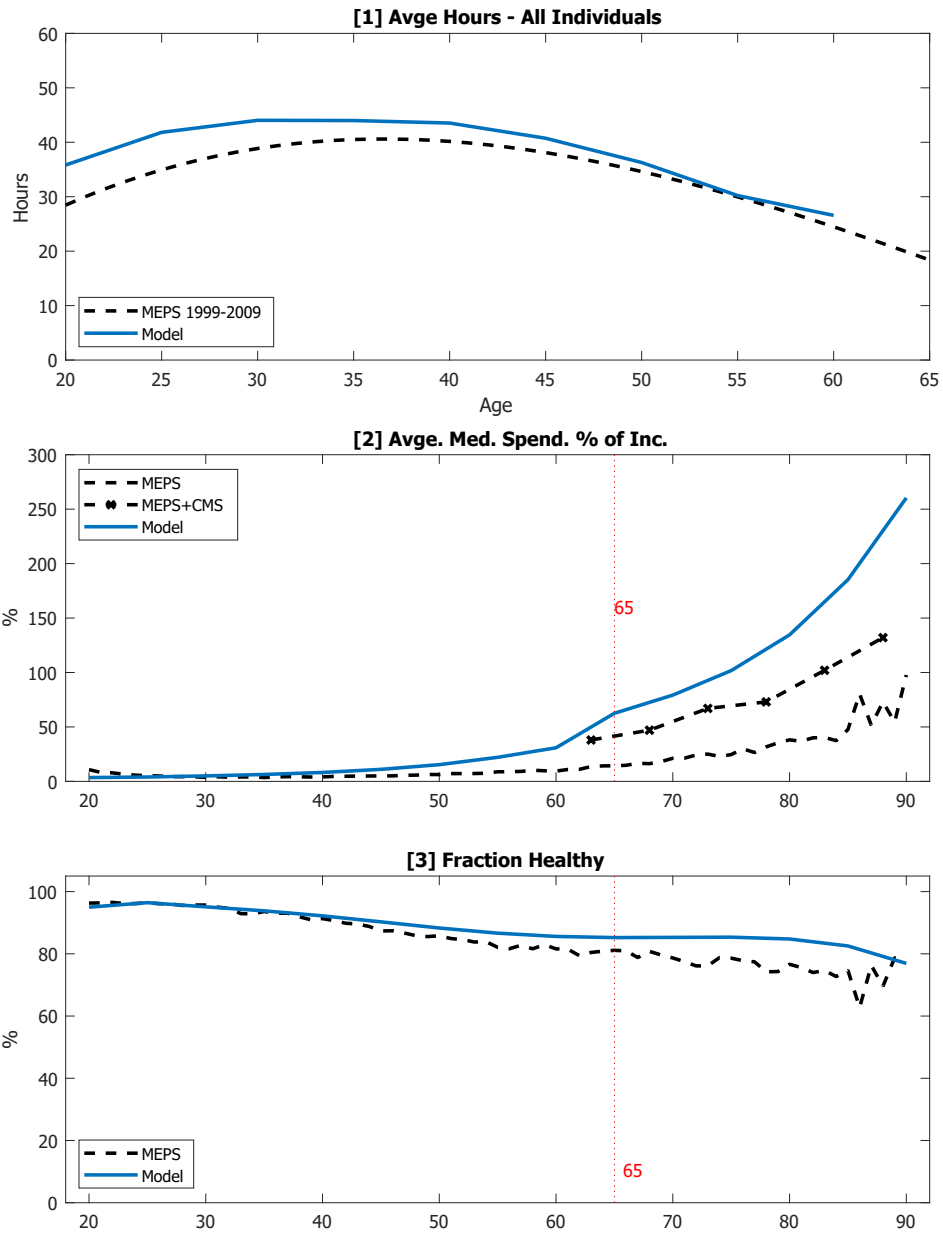 [1] Avge Hours - All Individuals
60
50
40
30
20
10
0
Hours
MEPS 1999-2009
Model
20 25 30 35 40 45 50 55 60 65
Age
[2] Avge. Med. Spend. % of Inc.
300
250
200
150
100
50
0
%
MEPS
MEPS+CMS
Model
65
20 30 40 50 60 70 80 90
[3] Fraction Healthy
100
80
60
40
20
0
%
MEPS
Model
65
20 30 40 50 60 70 80 90